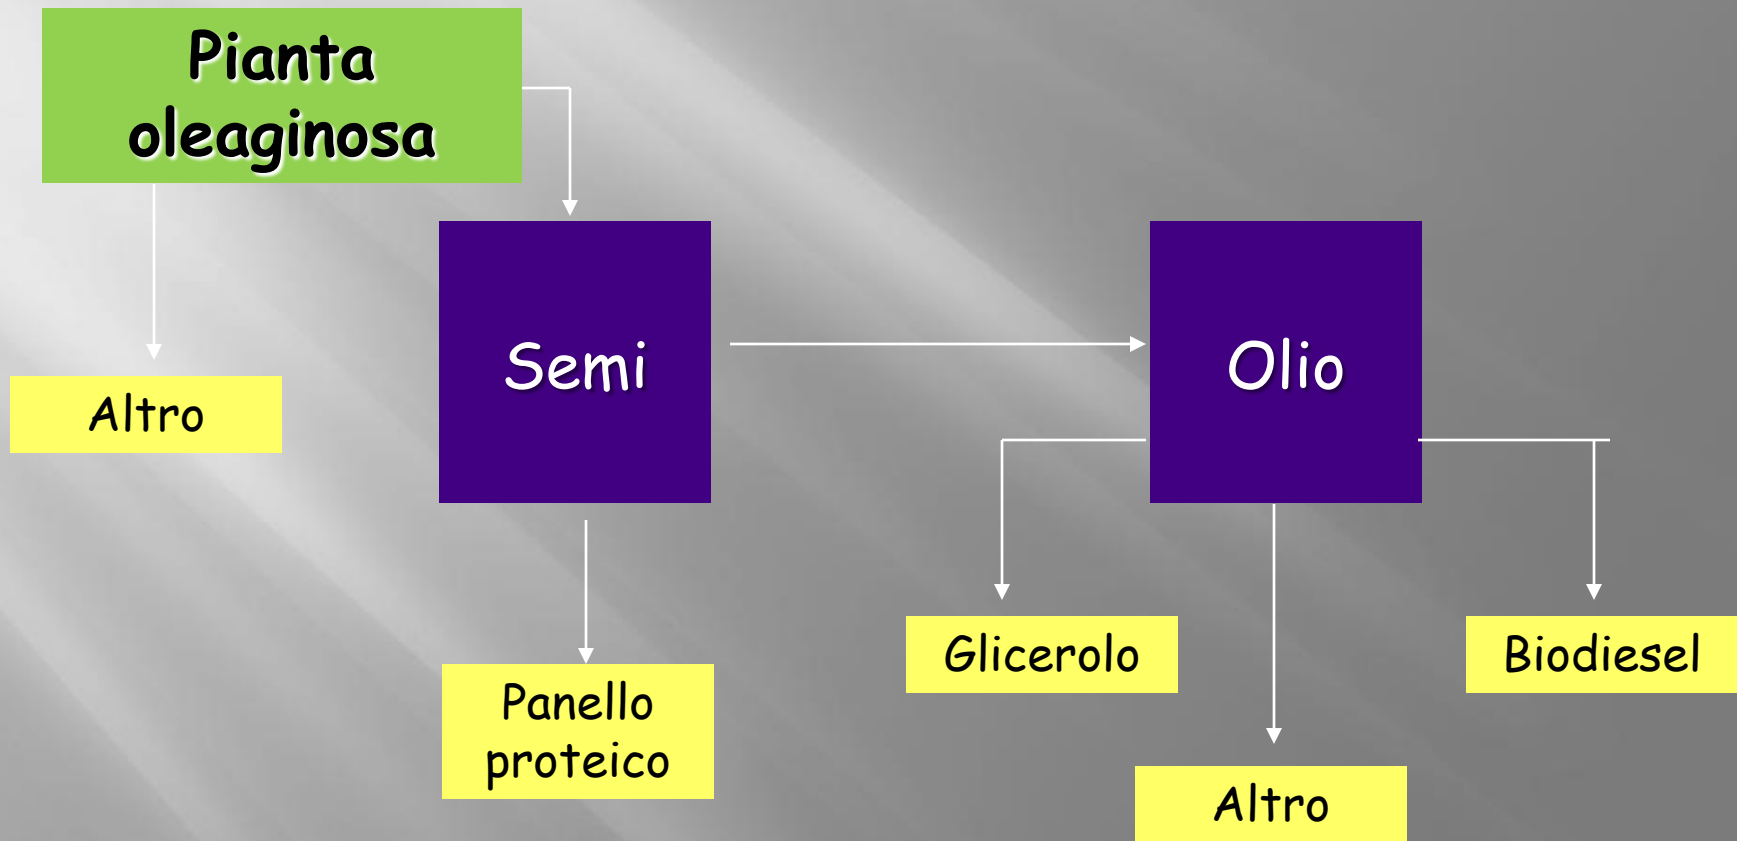 Pianta
oleaginosa
Semi
Olio
Altro
Glicerolo
Biodiesel
Panello
proteico
Altro